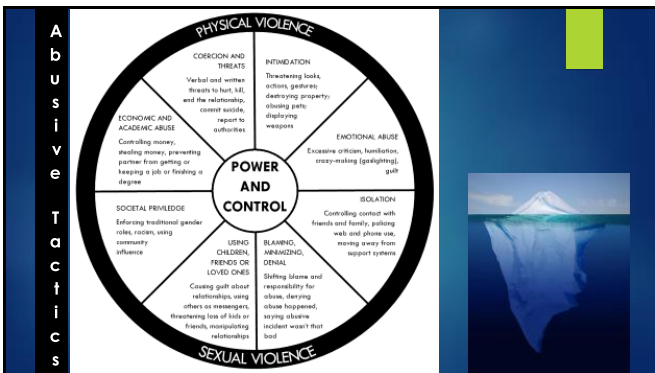 Abusive Tactics
PHYSICAL VIOLENCE
COERCION AND
THREATS
Verbal and written
threats to hurt, kill,
end the relationship,
commit suicide,
report to
authorities
INTIMIDATION
Threatening looks,
actions, gestures;
destroying property;
abusing pets;
displaying
weapons
EMOTIONAL ABUSE
Excessive criticism, humiliation,
crazy-making (gaslighting),
guilt
ISOLATION
Controlling contact with
friends and family, policing
web and phone use,
moving away from
support systems
BLAMING,
MINIMIZING,
DENIAL
Shifting blame and
responsibility for
abuse, denying
abuse happened,
saying abusive
incident wasn't that
bad
USING
CHILDREN,
FRIENDS OR
LOVED ONES
Causing guilt about
relationships, using
others as messengers,
threatening loss of kids or
friends, manipulating
relationships
SOCIETAL PRIVILEDGE
Enforcing traditional gender
roles, racism, using
community
influence
ECONOMIC AND
ACADEMIC ABUSE
Controlling money,
stealing money, preventing
partner from getting or
keeping a job or finishing a
degree
POWER
AND
CONTROL
SEXUAL VIOLENCE